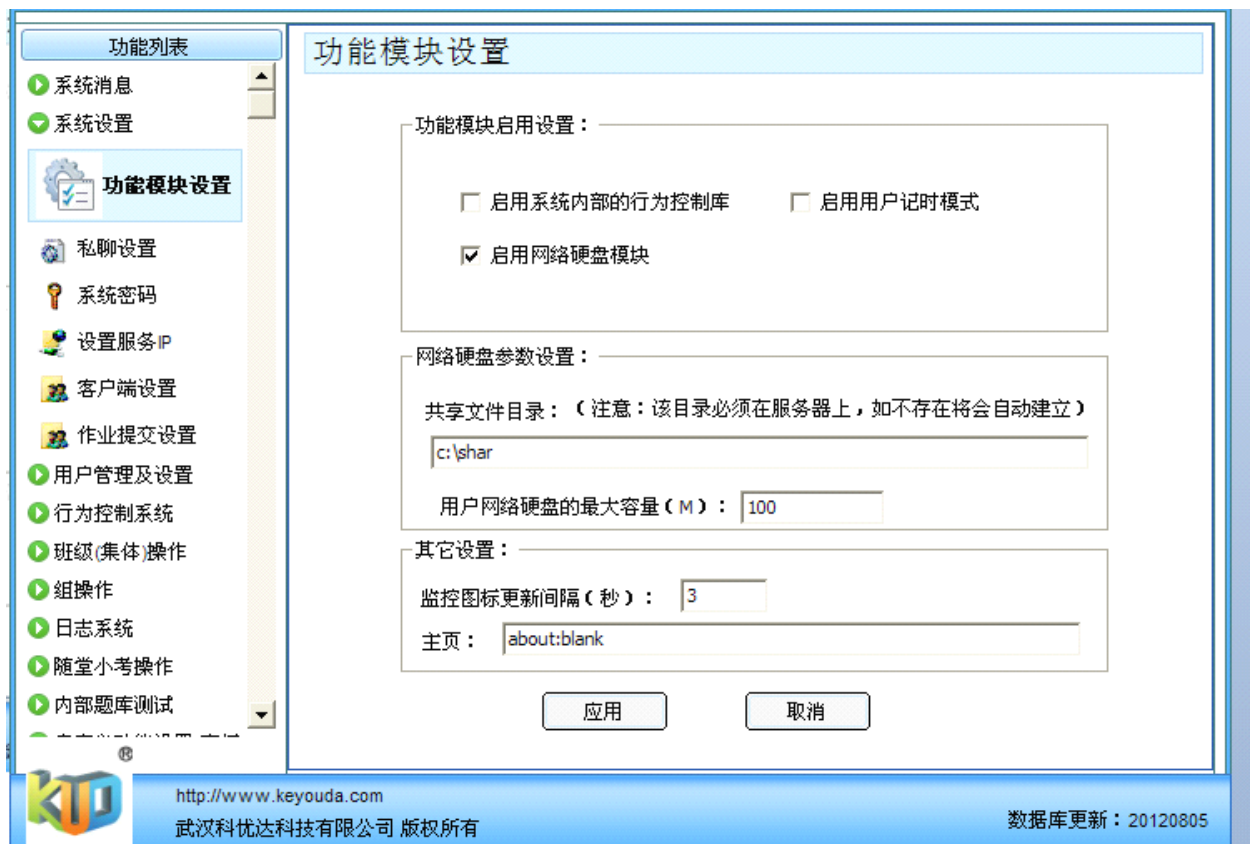 功能列表
系统消息
系统设置
功能模块设置
私聊设置
系统密码
设置服务IP
客户端设置
作业提交设置
用户管理及设置
行为控制系统
班级(集体)操作
组操作
日志系统
随堂小考操作
内部题库测试
功能模块设置
功能模块启用设置：
启用系统内部的行为控制库 启用用户记时模式
启用网络硬盘模块
网络硬盘参数设置：
共享文件目录：（注意：该目录必须在服务器上，如不存在将会自动建立）
c:\shar
用户网络硬盘的最大容量（M）： 100
其它设置：
监控图标更新间隔（秒）： 3
主页： about:blank
应用 取消
®
KYD
http://www.keyouda.com
武汉科优达科技有限公司 版权所有
数据库更新：20120805